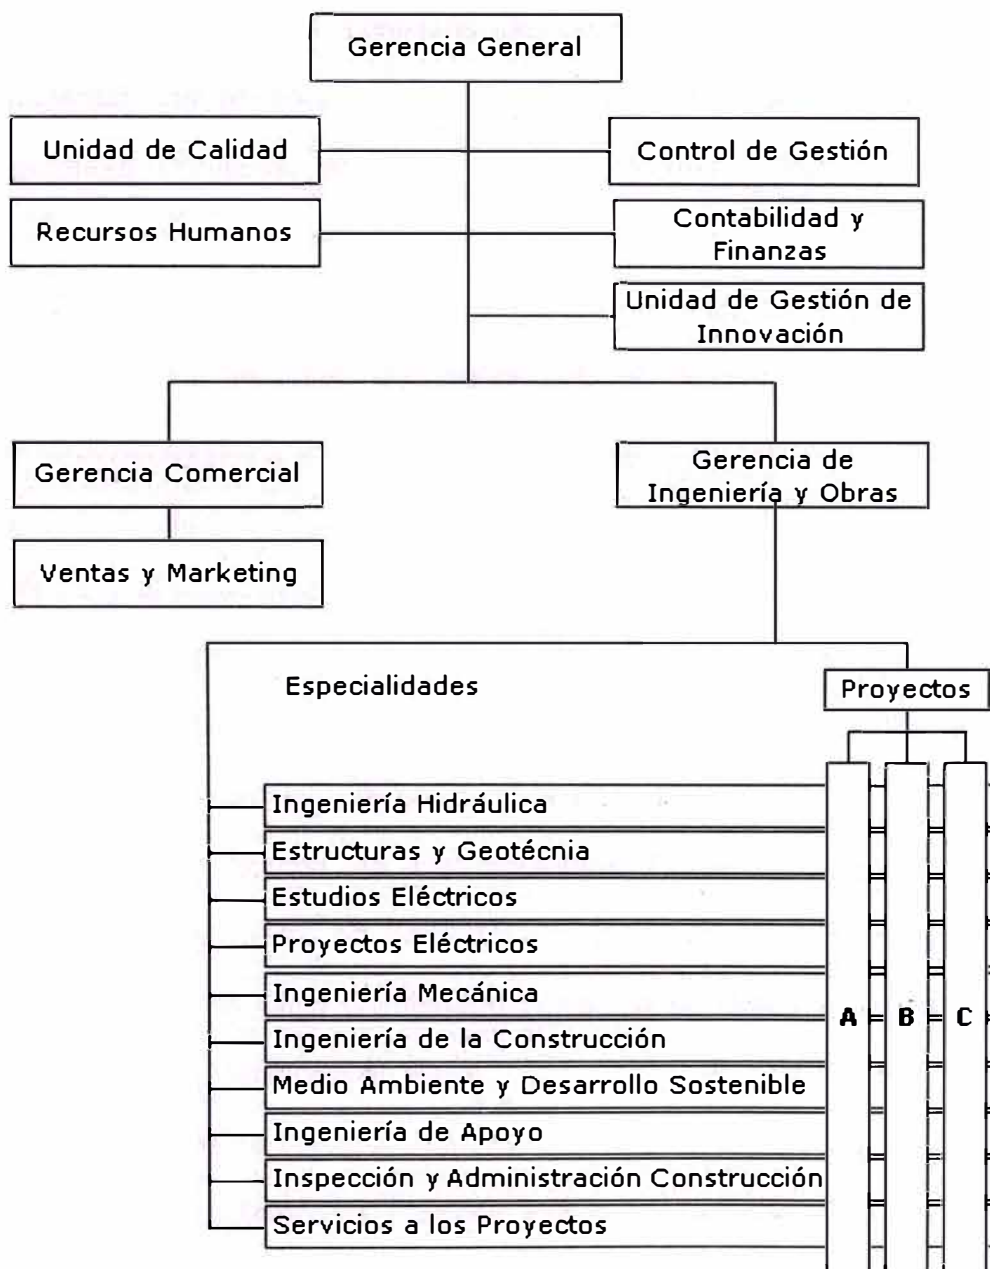 Gerencia General
Unidad de Calidad
Control de Gestión
Recursos Humanos
Contabilidad y
Finanzas
Unidad de Gestión de
Innovación
Gerencia Comercial
Gerencia de
Ingeniería y Obras
Ventas y Marketing
Especialidades
Proyectos
Ingeniería Hidráulica
Estructuras y Geotécnia
Estudios Eléctricos
Proyectos Eléctricos
Ingeniería Mecánica
A B C
Ingeniería de la Construcción
Medio Ambiente y Desarrollo Sostenible
Ingeniería de Apoyo
Inspección y Administración Construcción
Servicios a los Proyectos